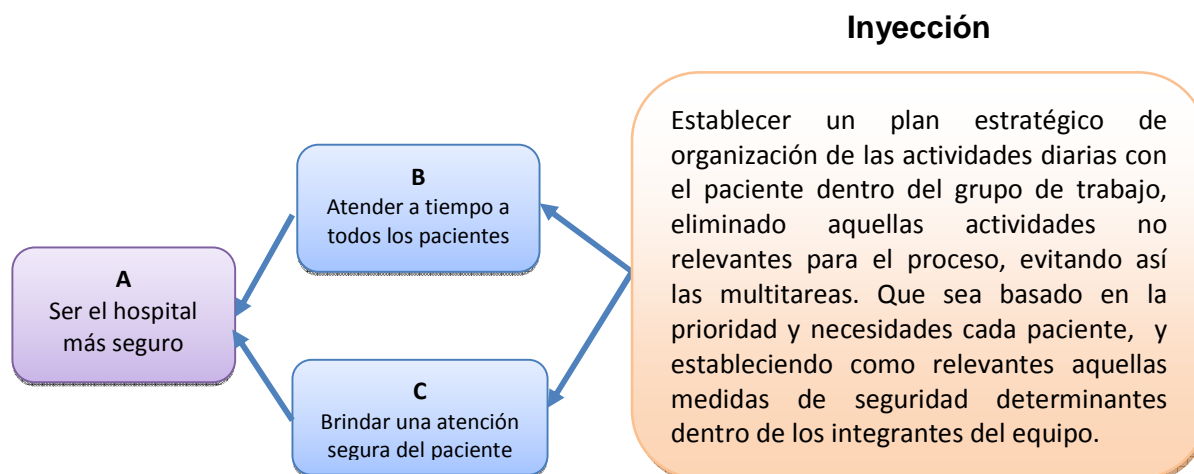 Inyección
Establecer un plan estratégico de
organización de las actividades diarias con
el paciente dentro del grupo de trabajo,
eliminado aquellas actividades no
relevantes para el proceso, evitando así
las multitareas. Que sea basado en la
prioridad y necesidades cada paciente, y
estableciendo como relevantes aquellas
medidas de seguridad determinantes
dentro de los integrantes del equipo.
B
Atender a tiempo a
todos los pacientes
A
Ser el hospital
más seguro
C
Brindar una atención
segura del paciente